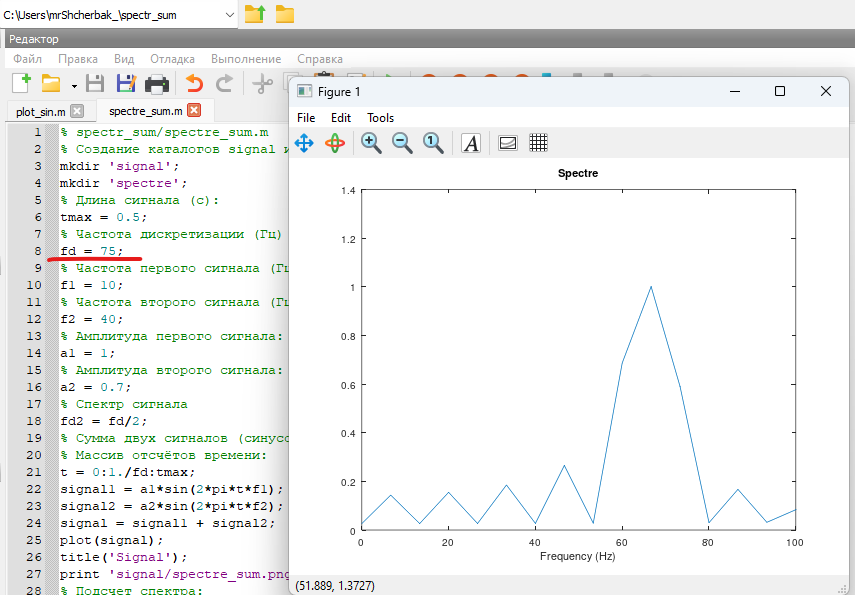 C:\Users\mrShcherbak_\spectr_sum
Редактор
Файл Правка Вид Отладка Выполнение Справка
plot_sin.m spectre_sum.m
1 % spectr_sum/spectre_sum.m
2 % Создание каталогов signal и
3 mkdir 'signal';
4 mkdir 'spectre';
5 % Длина сигнала (с):
6 tmax = 0.5;
7 % Частота дискретизации (Гц)
8 fd = 75;
9 % Частота первого сигнала (Гц
10 f1 = 10;
11 % Частота второго сигнала (Гц
12 f2 = 40;
13 % Амплитуда первого сигнала:
14 a1 = 1;
15 % Амплитуда второго сигнала:
16 a2 = 0.7;
17 % Спектр сигнала
18 fd2 = fd/2;
19 % Сумма двух сигналов (синусо
20 % Массив отсчётов времени:
21 t = 0:1./fd:tmax;
22 signal1 = a1*sin(2*pi*t*f1);
23 signal2 = a2*sin(2*pi*t*f2);
24 signal = signal1 + signal2;
25 plot(signal);
26 title('Signal');
27 print 'signal/spectre_sum.png
28 % Подсчет спектра:
Figure 1
File Edit Tools
Spectre
1.4
1.2
1
0.8
0.6
0.4
0.2
0
0 20 40 60 80 100
Frequency (Hz)
(51.889, 1.3727)